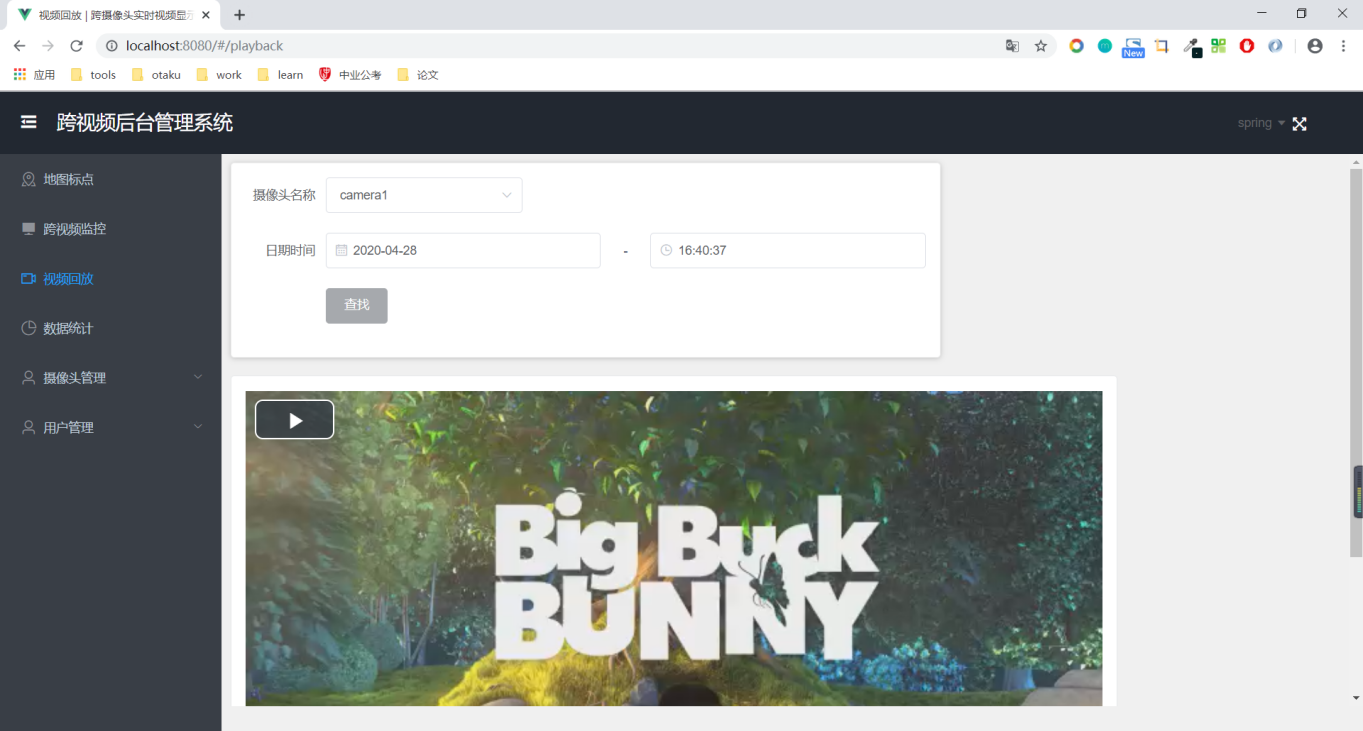 视频回放 | 跨摄像头实时视频显示
localhost:8080/#/playback
New
应用 tools otaku work learn 中业公考 论文
跨视频后台管理系统
spring
地图标点
跨视频监控
视频回放
数据统计
摄像头管理
用户管理
摄像头名称 camera1
日期时间 2020-04-28 - 16:40:37
查找
Big Buck
BUNNY